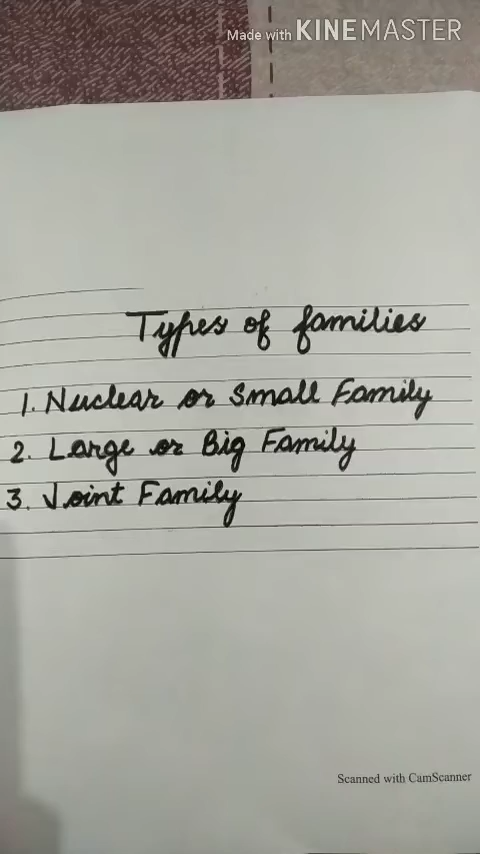 Made with KINEMASTER
Types of families
1. Nuclear or Small Family
2. Large or Big Family
3. Joint Family
Scanned with CamScanner